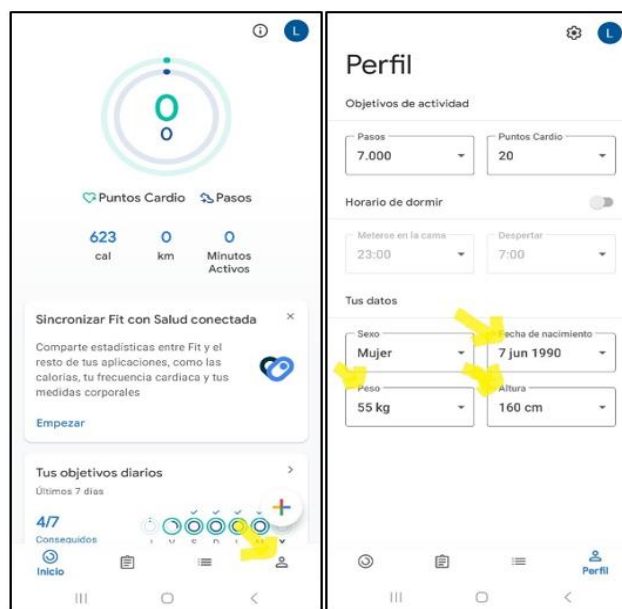 L
0
0
Puntos Cardio Pasos
623 0 0
cal km Minutos
Activos
Sincronizar Fit con Salud conectada
Comparte estadísticas entre Fit y el
resto de tus aplicaciones, como las
calorías, tu frecuencia cardiaca y tus
medidas corporales
Empezar
Tus objetivos diarios
Últimos 7 días
4/7
Conseguidos
Inicio
L
Perfil
Objetivos de actividad
Pasos Puntos Cardio
7.000 20
Horario de dormir
Meterse en la cama Despertar
23:00 7:00
Tus datos
Sexo Fecha de nacimiento
Mujer 7 jun 1990
Peso Altura
55 kg 160 cm
Perfil